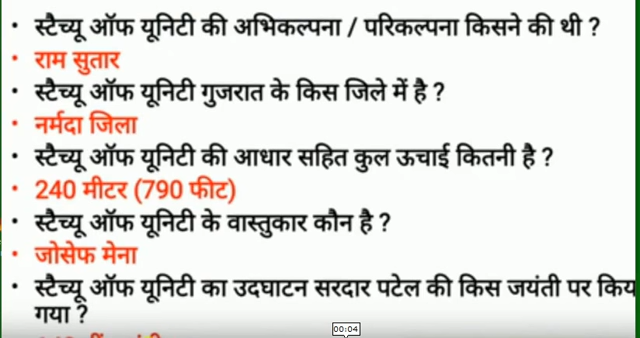 • स्टैच्यू ऑफ यूनिटी की अभिकल्पना / परिकल्पना किसने की थी ?
• राम सुतार
• स्टैच्यू ऑफ यूनिटी गुजरात के किस जिले में है ?
• नर्मदा जिला
• स्टैच्यू ऑफ यूनिटी की आधार सहित कुल ऊचाई कितनी है ?
• 240 मीटर (790 फीट)
• स्टैच्यू ऑफ यूनिटी के वास्तुकार कौन है ?
• जोसेफ मेना
• स्टैच्यू ऑफ यूनिटी का उदघाटन सरदार पटेल की किस जयंती पर किय
गया ?
00:04